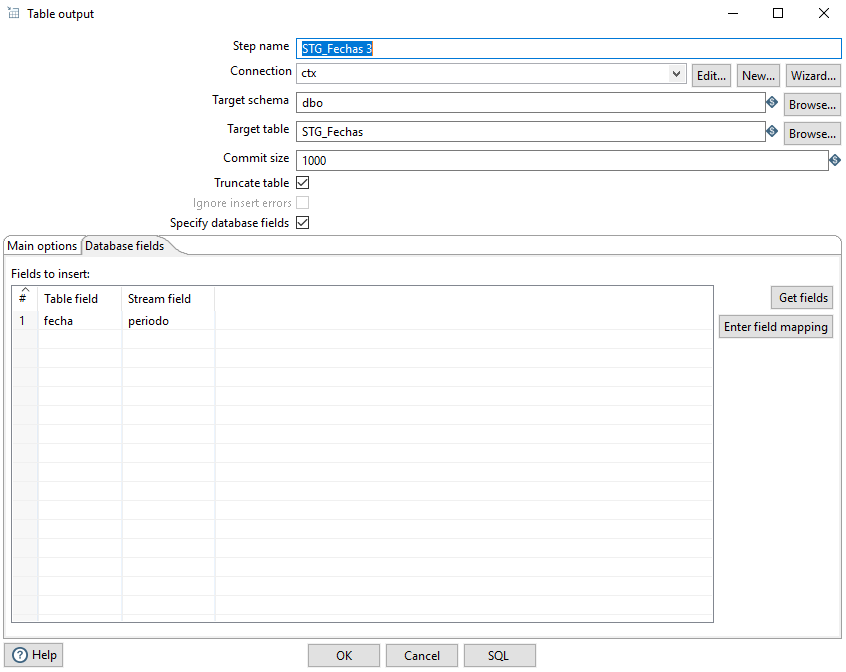 Table output
Step name STG_Fechas 3
Connection ctx Edit... New... Wizard...
Target schema dbo Browse...
Target table STG_Fechas Browse...
Commit size 1000
Truncate table
Ignore insert errors
Specify database fields
Main options Database fields
Fields to insert:
# Table field Stream field Get fields
1 fecha periodo Enter field mapping
Help OK Cancel SQL